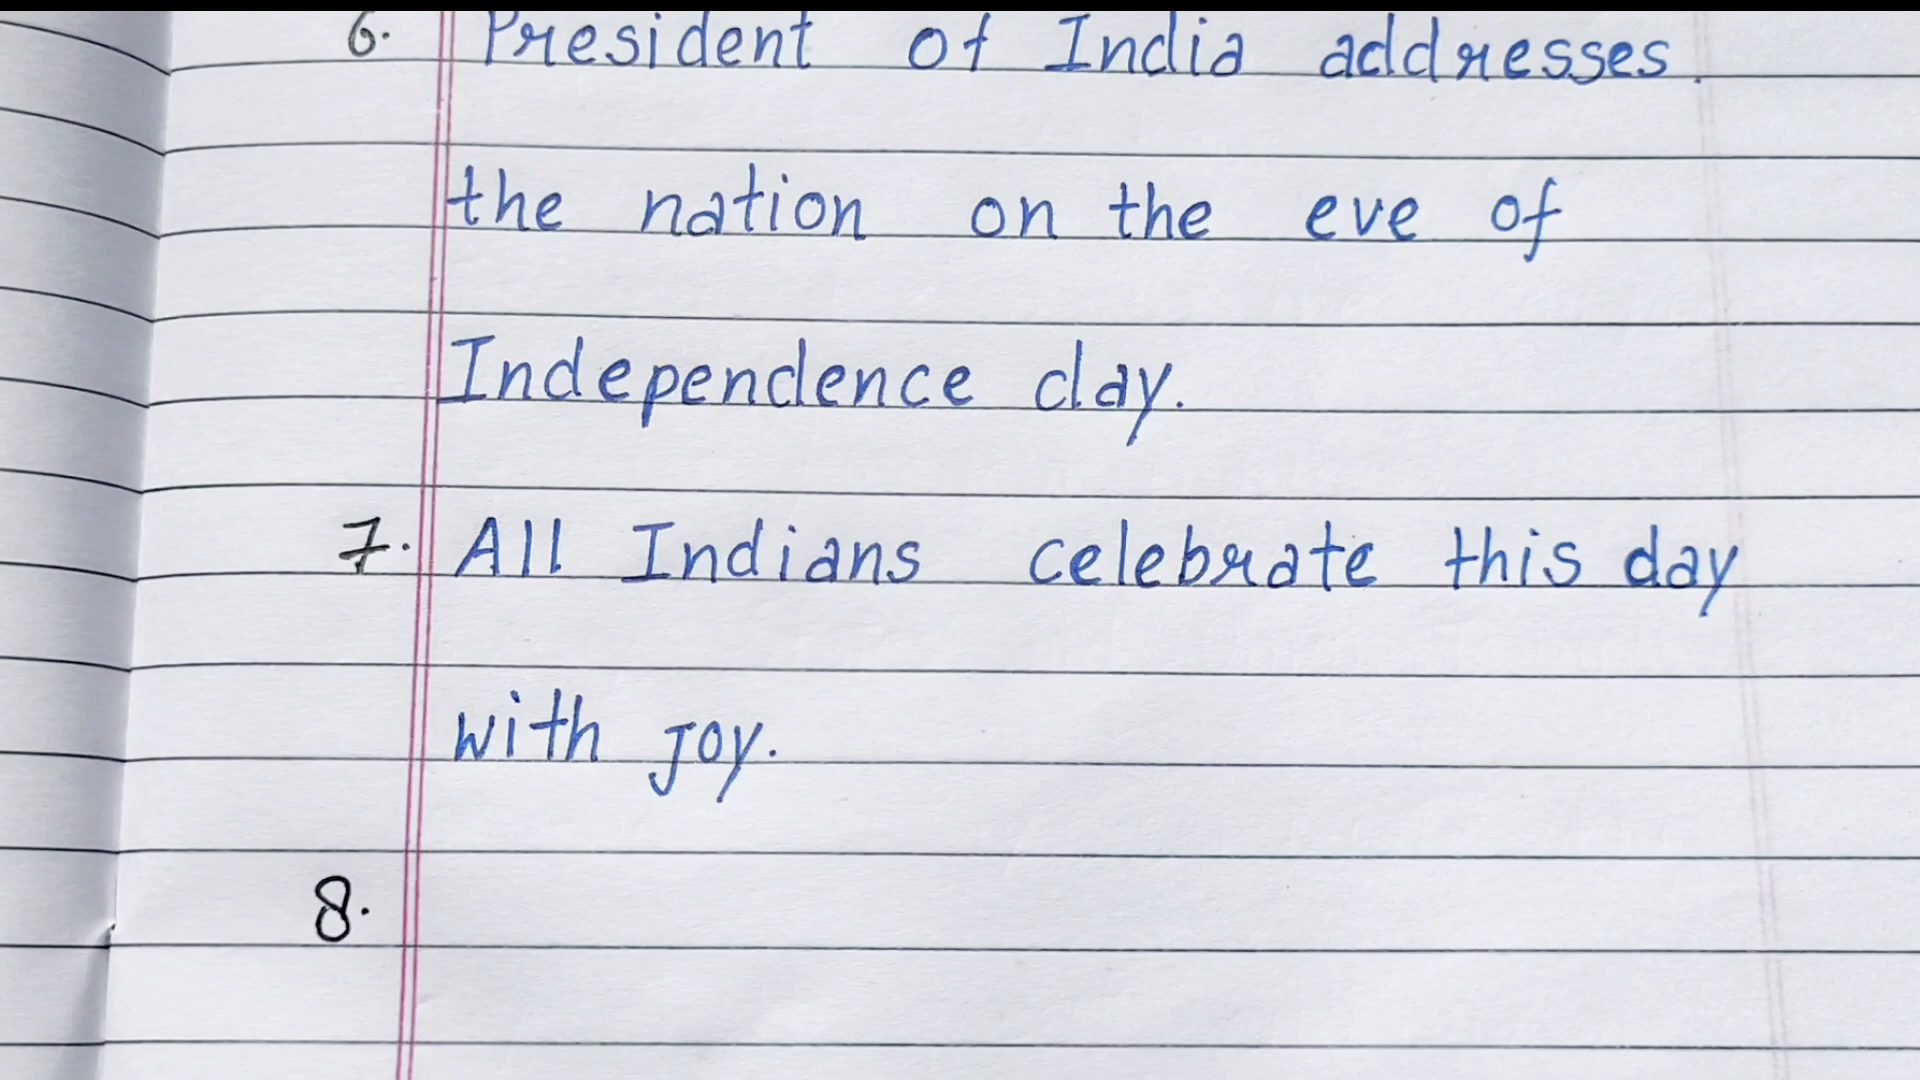 6. President of India addresses
the nation on the eve of
Independence day.
7. All Indians celebrate this day
with joy.
8.